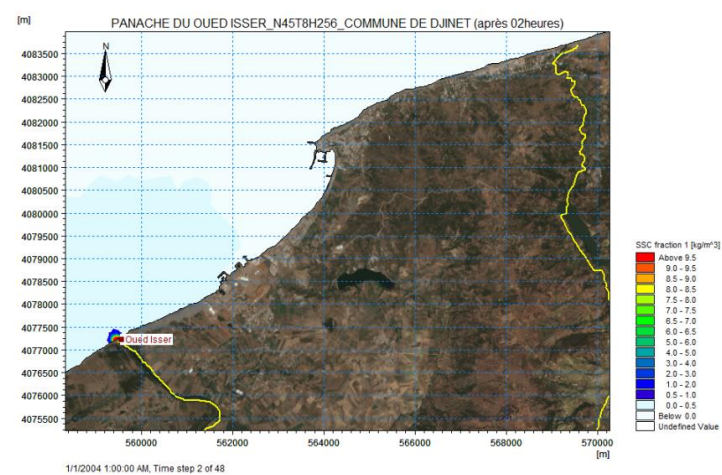 [m]
PANACHE DU OUED ISSER_N45T8H256_COMMUNE DE DJINET (après 02heures)
N
4083500
4083000
4082500
4082000
4081500
4081000
4080500
4080000
4079500
4079000
4078500
4078000
4077500
4077000
4076500
4076000
4075500
Oued Isser
560000 562000 564000 566000 568000 570000
[m]
SSC fraction 1 [kg/m^3]
Above 9.5
9.0 - 9.5
8.5 - 9.0
8.0 - 8.5
7.5 - 8.0
7.0 - 7.5
6.5 - 7.0
6.0 - 6.5
5.0 - 6.0
4.0 - 5.0
3.0 - 4.0
2.0 - 3.0
1.0 - 2.0
0.5 - 1.0
0.0 - 0.5
Below 0.0
Undefined Value
1/1/2004 1:00:00 AM, Time step 2 of 48